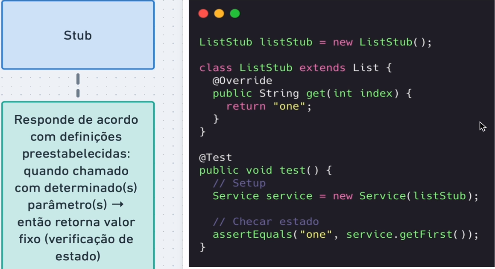 Stub
Responde de acordo
com definições
preestabelecidas:
quando chamado
com determinado(s)
parâmetro(s) →
então retorna valor
fixo (verificação de
estado)
ListStub listStub = new ListStub();
class ListStub extends List {
@Override
public String get(int index) {
return "one";
}
}
@Test
public void test() {
// Setup
Service service = new Service(listStub);
// Checar estado
assertEquals("one", service.getFirst());
}